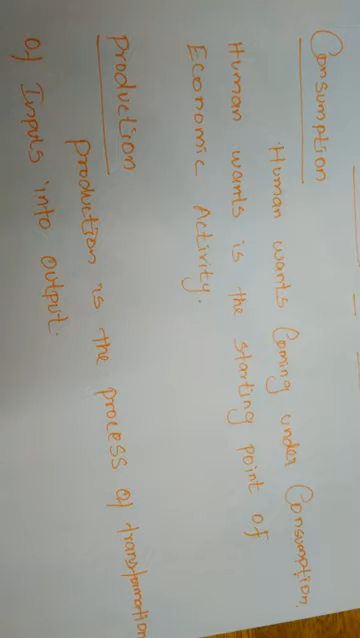 Consumption
Human wants Coming under Consumption.
Human wants is the starting point of
Economic Activity.
Production
Production is the process of transformation
of Inputs into output.